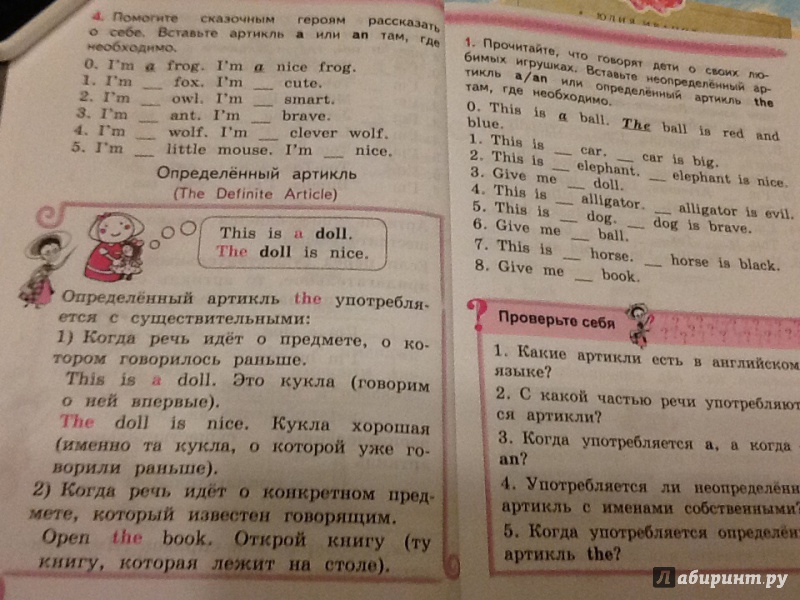 4. Помогите сказочным героям рассказать
о себе. Вставьте артикль a или an там, где
необходимо.
0. I'm a frog. I'm a nice frog.
1. I'm __ fox. I'm __ cute.
2. I'm __ owl. I'm __ smart.
3. I'm __ ant. I'm __ brave.
4. I'm __ wolf. I'm __ clever wolf.
5. I'm __ little mouse. I'm __ nice.
Определённый артикль
(The Definite Article)
This is a doll.
The doll is nice.
Определённый артикль the употребля-
ется с существительными:
1) Когда речь идёт о предмете, о ко-
тором говорилось раньше.
This is a doll. Это кукла (говорим
о ней впервые).
The doll is nice. Кукла хорошая
(именно та кукла, о которой уже го-
ворили раньше).
2) Когда речь идёт о конкретном пред-
мете, который известен говорящим.
Open the book. Открой книгу (ту
книгу, которая лежит на столе).
1. Прочитайте, что говорят дети о своих лю-
бимых игрушках. Вставьте неопределённый ар-
тикль a/an или определённый артикль the
там, где необходимо.
0. This is a ball. The ball is red and
blue.
1. This is __ car. __ car is big.
2. This is __ elephant. __ elephant is nice.
3. Give me __ doll.
4. This is __ alligator. __ alligator is evil.
5. This is __ dog. __ dog is brave.
6. Give me __ ball.
7. This is __ horse. __ horse is black.
8. Give me __ book.
? Проверьте себя
1. Какие артикли есть в английском
языке?
2. С какой частью речи употребляют
ся артикли?
3. Когда употребляется a, а когда
an?
4. Употребляется ли неопределённ
артикль с именами собственными?
5. Когда употребляется определён
артикль the?
Лабиринт.ру